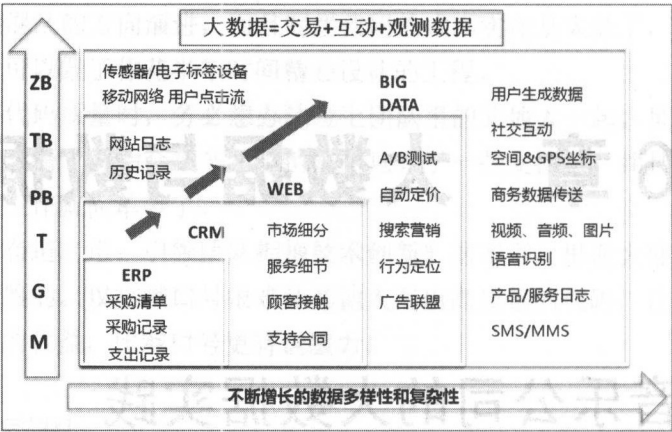 大数据=交易+互动+观测数据
ZB
TB
PB
T
G
M
传感器/电子标签设备
移动网络 用户点击流
网站日志
历史记录
ERP
采购清单
采购记录
支出记录
CRM
市场细分
服务细节
顾客接触
支持合同
WEB
A/B测试
自动定价
搜索营销
行为定位
广告联盟
BIG
DATA
用户生成数据
社交互动
空间&GPS坐标
商务数据传送
视频、音频、图片
语音识别
产品/服务日志
SMS/MMS
不断增长的数据多样性和复杂性